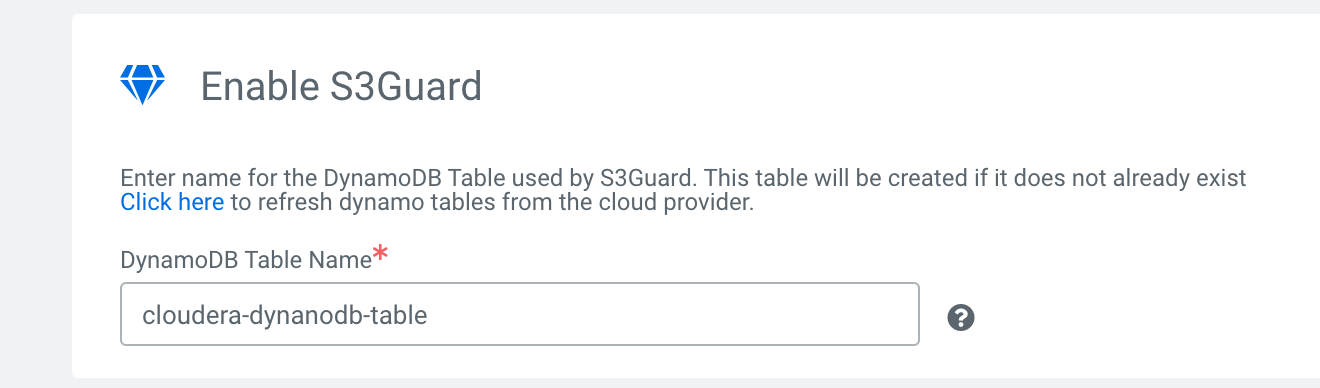 Enable S3Guard
Enter name for the DynamoDB Table used by S3Guard. This table will be created if it does not already exist
Click here to refresh dynamo tables from the cloud provider.
DynamoDB Table Name*
cloudera-dynanodb-table
?